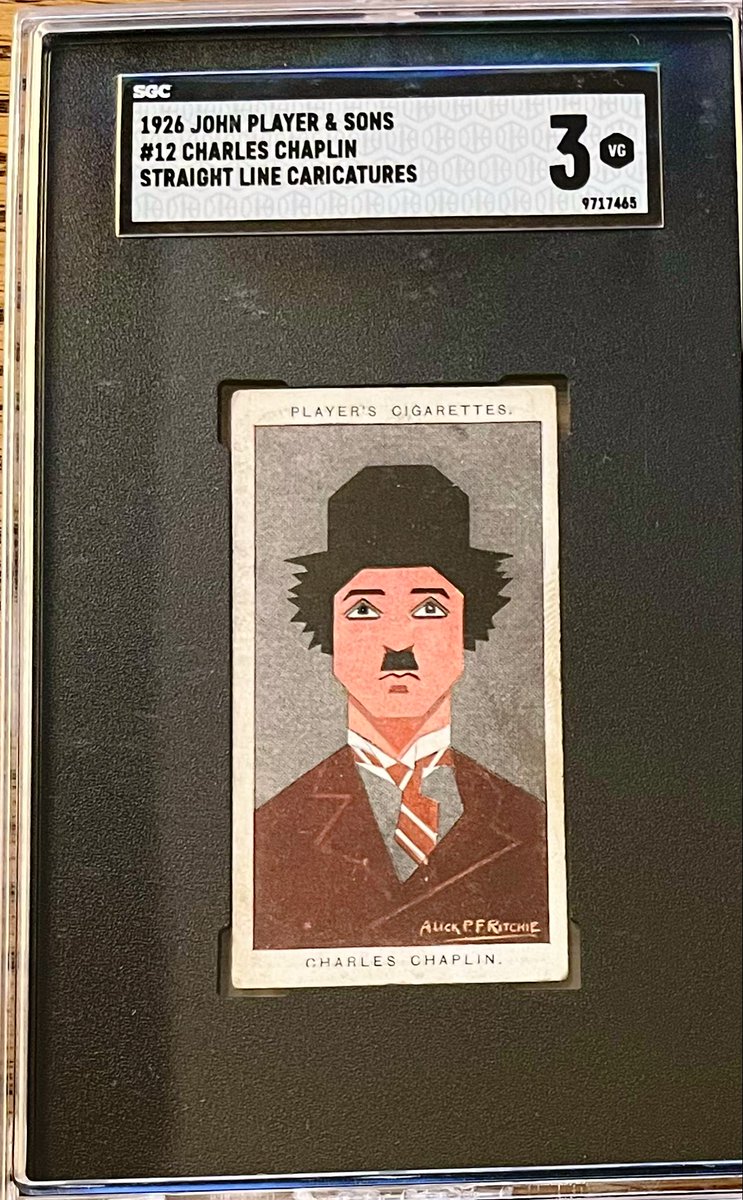 SGC
1926 JOHN PLAYER & SONS
#12 CHARLES CHAPLIN
STRAIGHT LINE CARICATURES
3 VG
9717465
PLAYER'S CIGARETTES.
ALICK P.F. RITCHIE
CHARLES CHAPLIN.